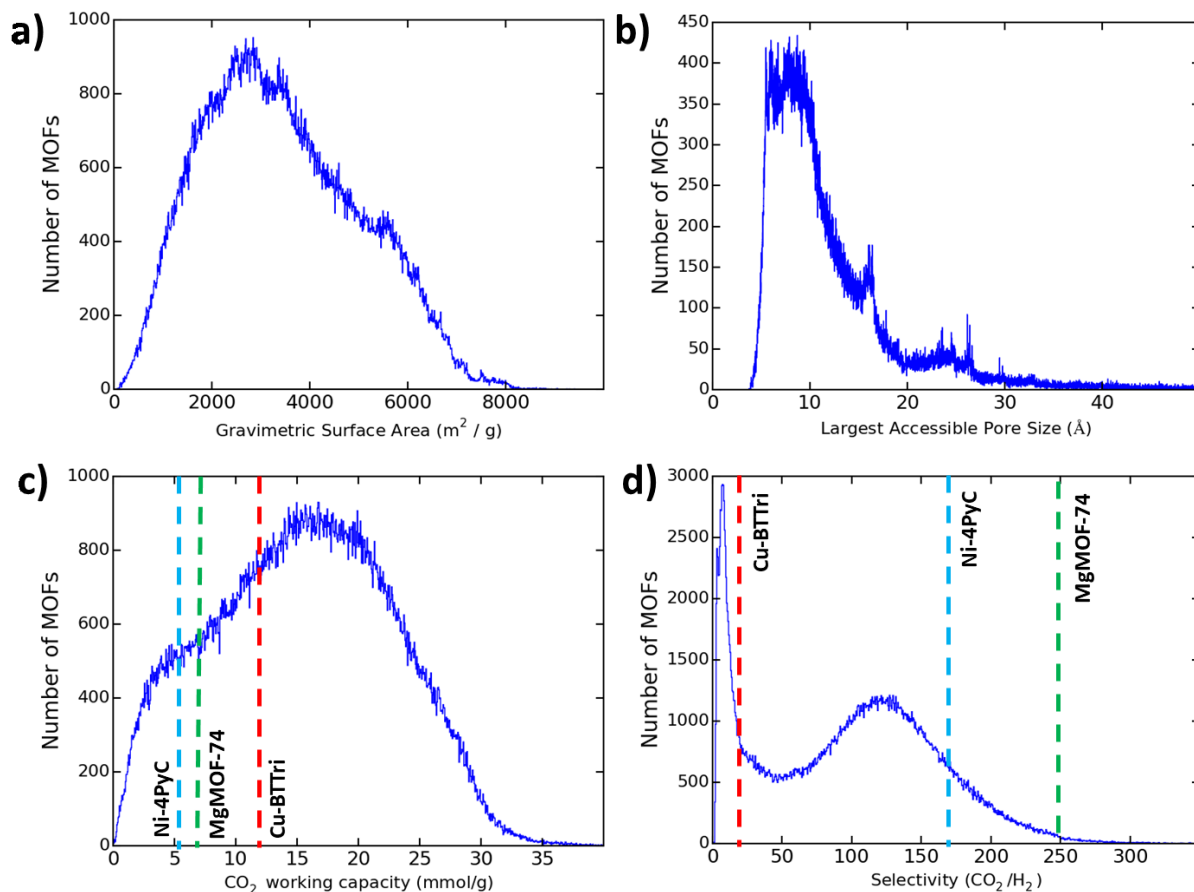 a)
1000
800
600
400
200
0
Number of MOFs
0 2000 4000 6000 8000
Gravimetric Surface Area (m² / g)
b)
450
400
350
300
250
200
150
100
50
0
Number of MOFs
0 10 20 30 40
Largest Accessible Pore Size (Å)
c)
1000
800
600
400
200
0
Number of MOFs
Ni-4PyC
MgMOF-74
Cu-BTTri
0 5 10 15 20 25 30 35
CO₂ working capacity (mmol/g)
d)
3000
2500
2000
1500
1000
500
0
Number of MOFs
Cu-BTTri
Ni-4PyC
MgMOF-74
0 50 100 150 200 250 300
Selectivity (CO₂/H₂)